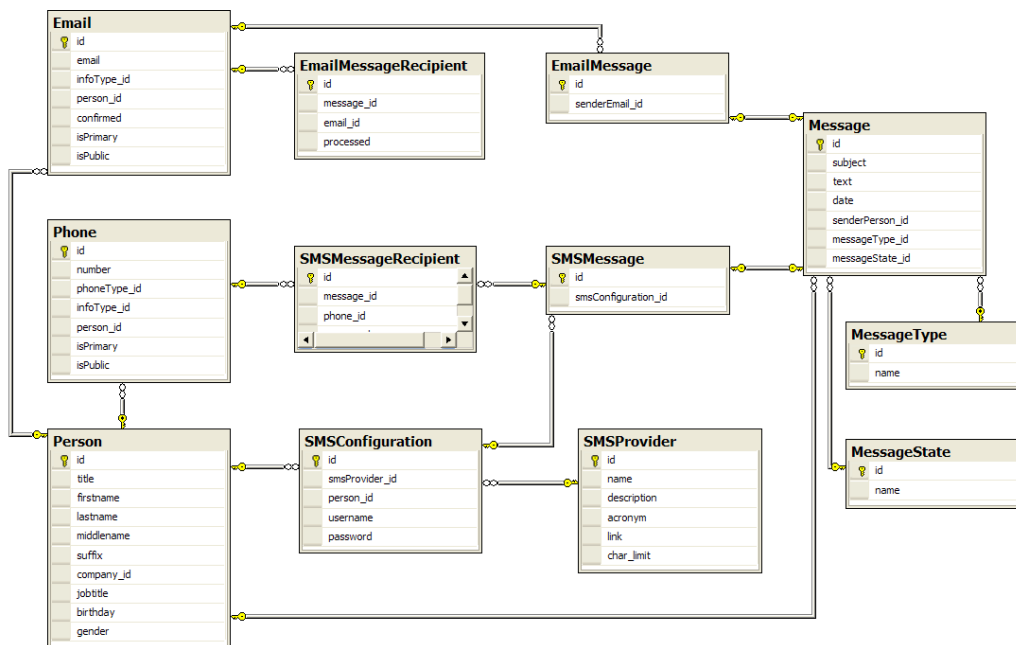 Email
id
email
infoType_id
person_id
confirmed
isPrimary
isPublic
EmailMessageRecipient
id
message_id
email_id
processed
EmailMessage
id
senderEmail_id
Message
id
subject
text
date
senderPerson_id
messageType_id
messageState_id
Phone
id
number
phoneType_id
infoType_id
person_id
isPrimary
isPublic
SMSMessageRecipient
id
message_id
phone_id
SMSMessage
id
smsConfiguration_id
MessageType
id
name
MessageState
id
name
Person
id
title
firstname
lastname
middlename
suffix
company_id
jobtitle
birthday
gender
SMSConfiguration
id
smsProvider_id
person_id
username
password
SMSProvider
id
name
description
acronym
link
char_limit